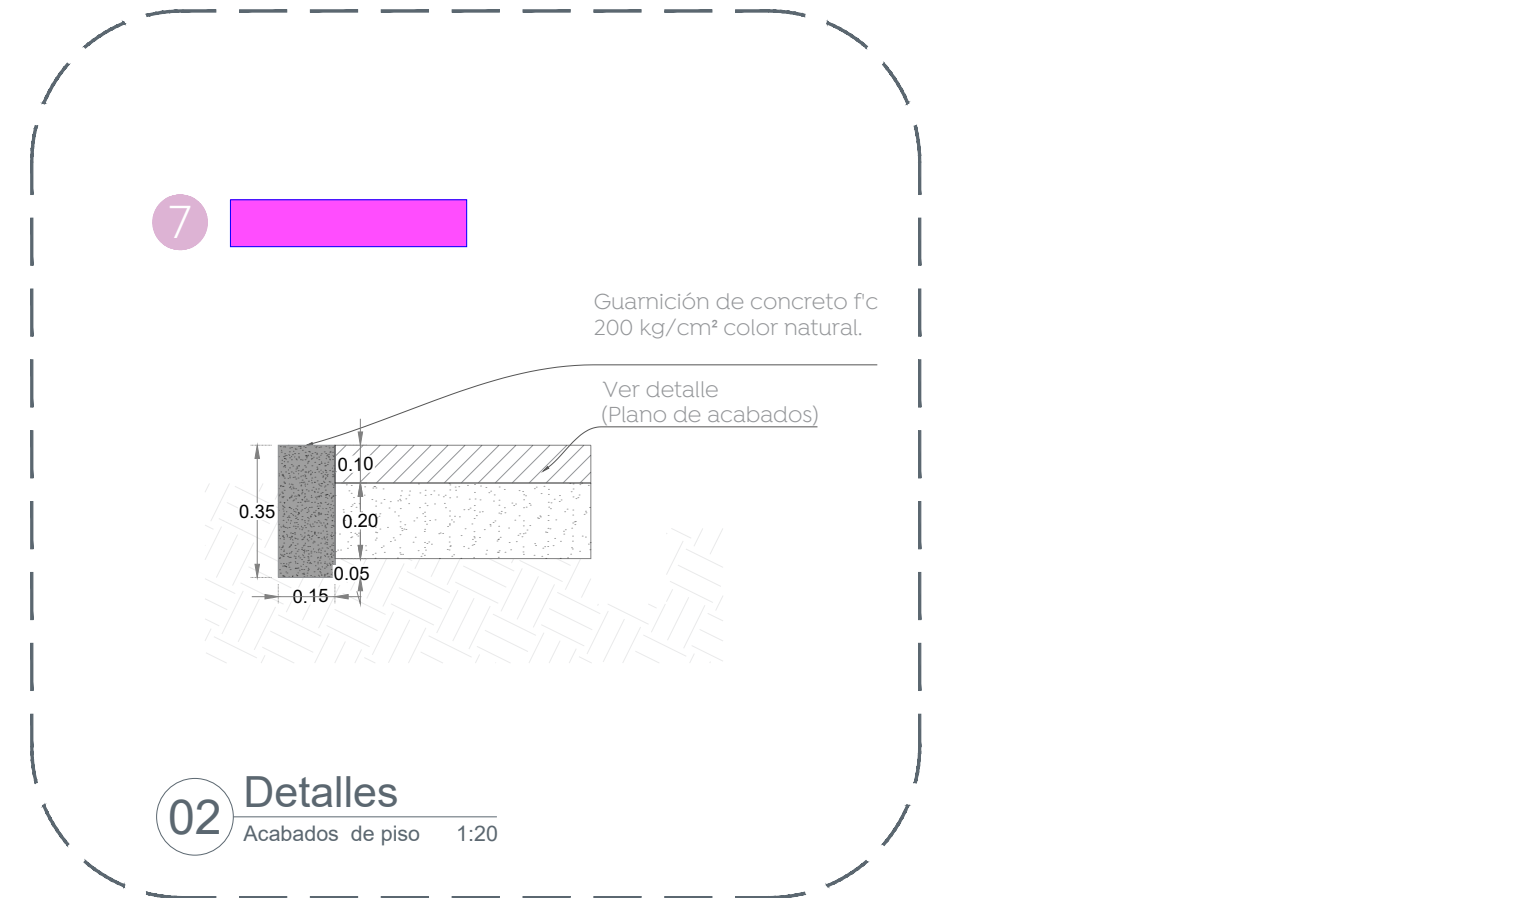 7
Guarnición de concreto f'c
200 kg/cm² color natural.
Ver detalle
(Plano de acabados)
0.10
0.35
0.20
0.05
0.15
02
Detalles
Acabados de piso 1:20